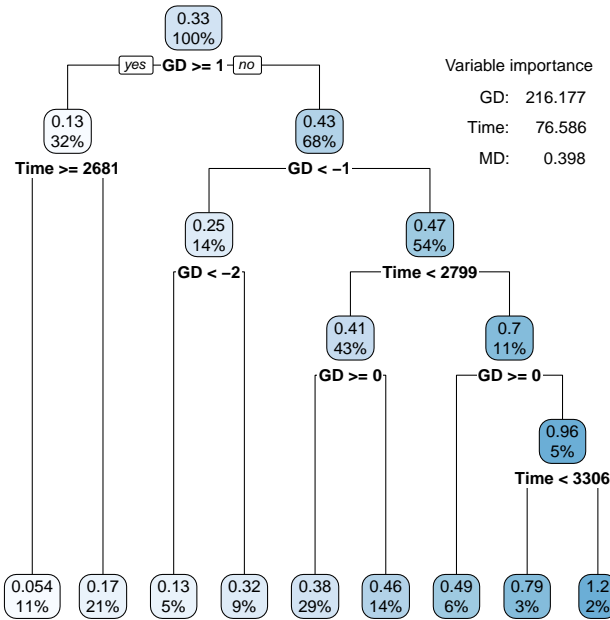 0.33
100%
yes GD >= 1 no
Variable importance
GD: 216.177
Time: 76.586
MD: 0.398
0.13
32%
0.43
68%
Time >= 2681
GD < −1
0.25
14%
0.47
54%
GD < −2
Time < 2799
0.41
43%
0.7
11%
GD >= 0
GD >= 0
0.96
5%
Time < 3306
0.054
11%
0.17
21%
0.13
5%
0.32
9%
0.38
29%
0.46
14%
0.49
6%
0.79
3%
1.2
2%